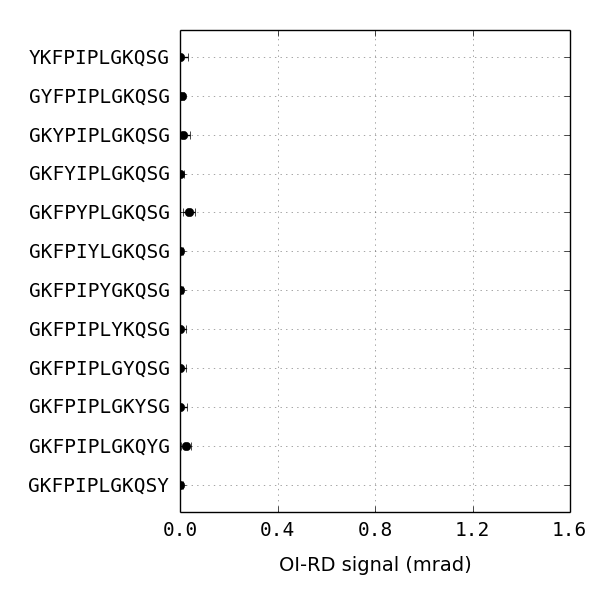 YKFPIPLGKQSG
GYFPIPLGKQSG
GKYPIPLGKQSG
GKFYIPLGKQSG
GKFPYPLGKQSG
GKFPIYLGKQSG
GKFPIPYGKQSG
GKFPIPLYKQSG
GKFPIPLGYQSG
GKFPIPLGKYSG
GKFPIPLGKQYG
GKFPIPLGKQSY
0.0 0.4 0.8 1.2 1.6
OI-RD signal (mrad)